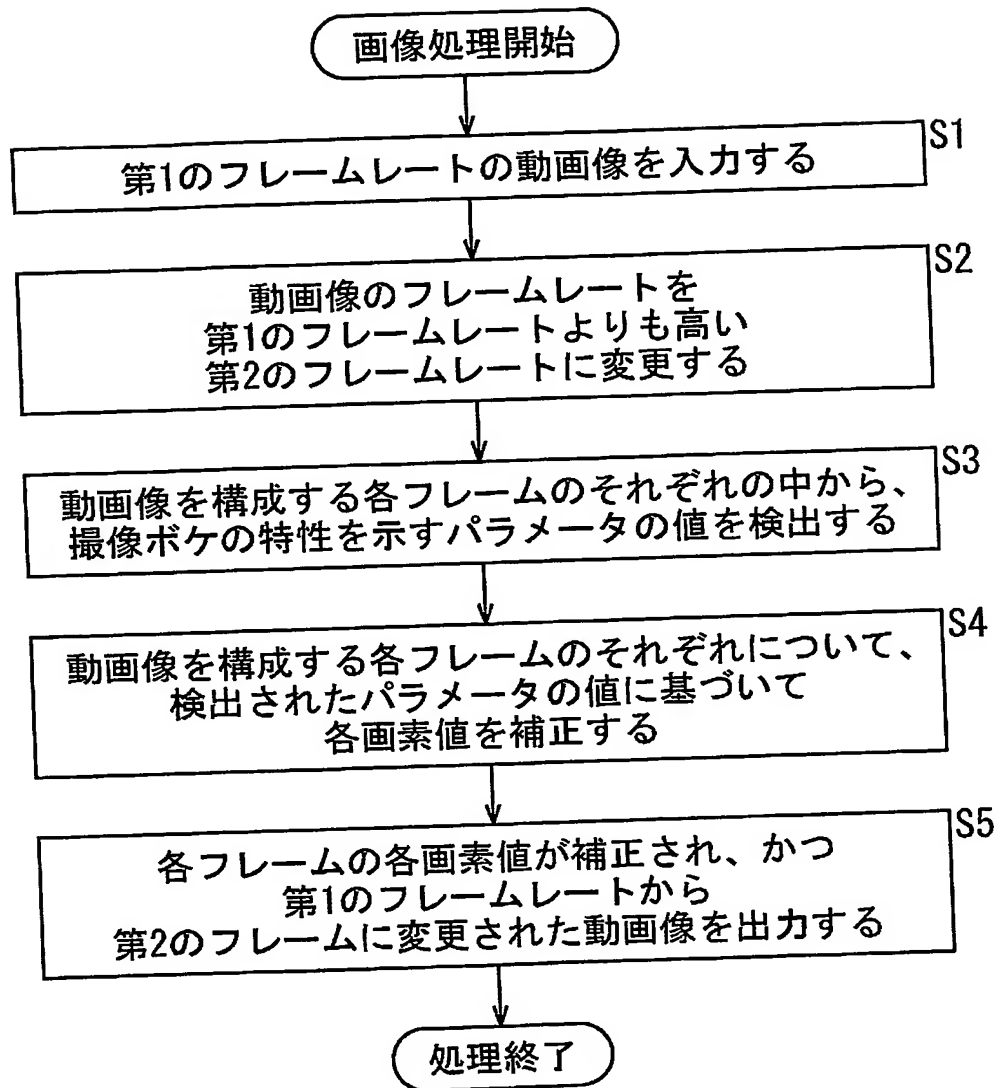 画像処理開始
S1
第1のフレームレートの動画像を入力する
S2
動画像のフレームレートを
第1のフレームレートよりも高い
第2のフレームレートに変更する
S3
動画像を構成する各フレームのそれぞれの中から、
撮像ボケの特性を示すパラメータの値を検出する
S4
動画像を構成する各フレームのそれぞれについて、
検出されたパラメータの値に基づいて
各画素値を補正する
S5
各フレームの各画素値が補正され、かつ
第1のフレームレートから
第2のフレームに変更された動画像を出力する
処理終了